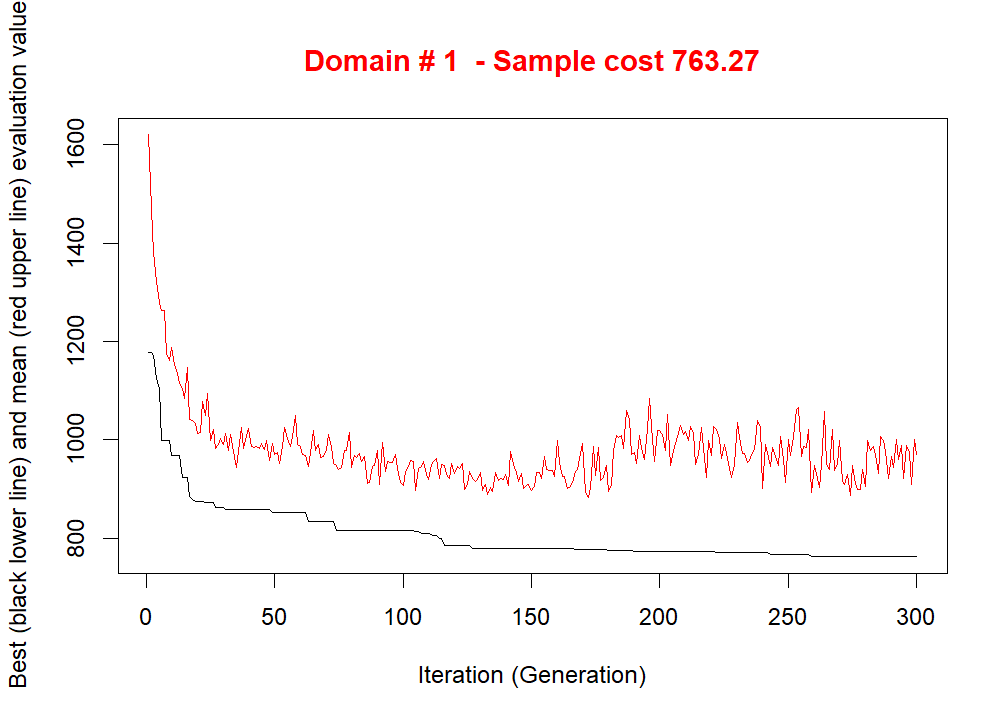 Domain # 1  - Sample cost 763.27
Best (black lower line) and mean (red upper line) evaluation value
1600
1400
1200
1000
800
0 50 100 150 200 250 300
Iteration (Generation)